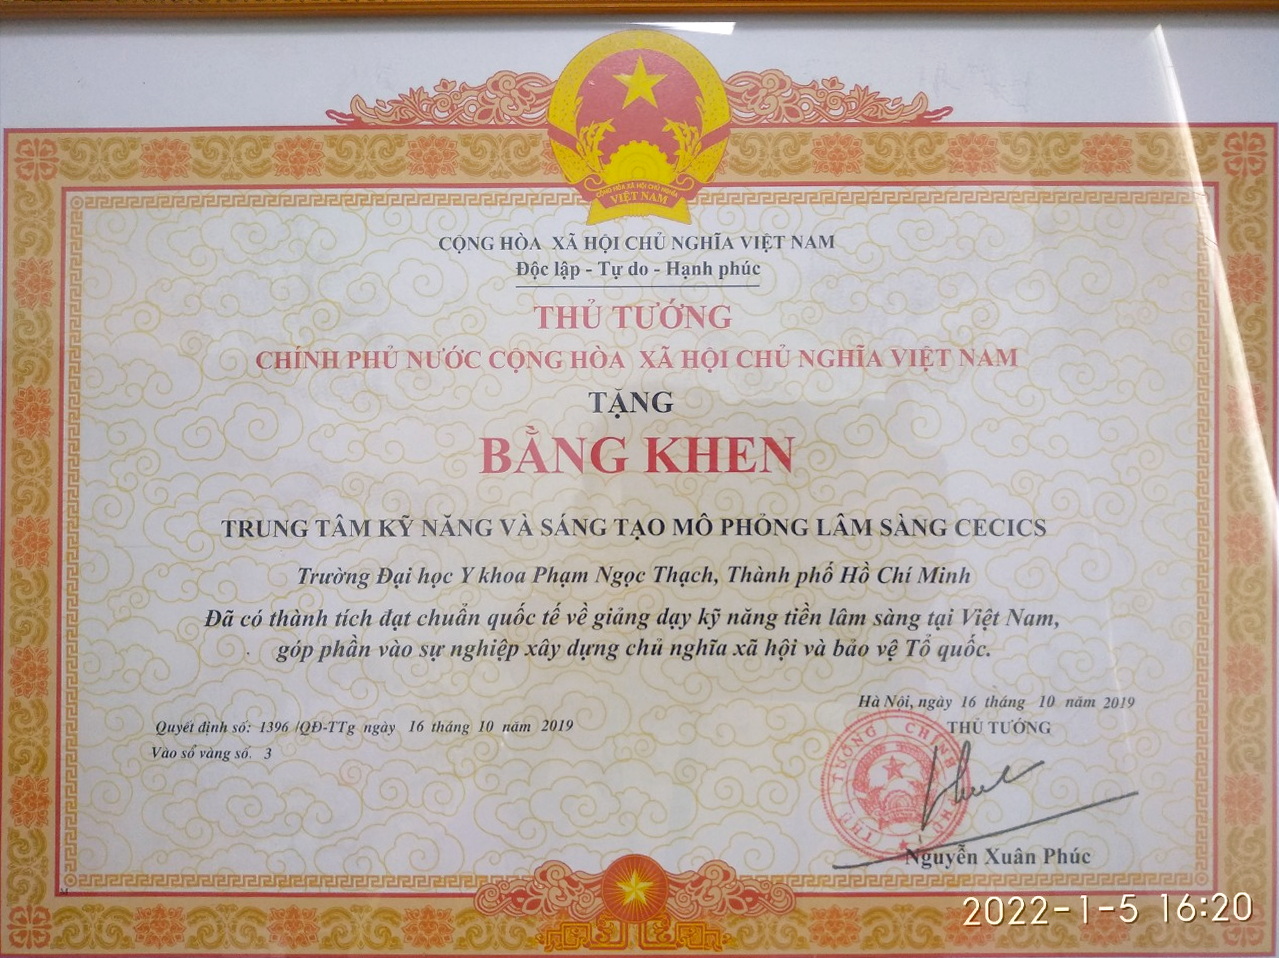 CỘNG HÒA XÃ HỘI CHỦ NGHĨA
VIỆT NAM
CỘNG HÒA XÃ HỘI CHỦ NGHĨA VIỆT NAM
Độc lập - Tự do - Hạnh phúc
THỦ TƯỚNG
CHÍNH PHỦ NƯỚC CỘNG HÒA XÃ HỘI CHỦ NGHĨA VIỆT NAM
TẶNG
BẰNG KHEN
TRUNG TÂM KỸ NĂNG VÀ SÁNG TẠO MÔ PHỎNG LÂM SÀNG CECICS
Trường Đại học Y khoa Phạm Ngọc Thạch, Thành phố Hồ Chí Minh
Đã có thành tích đạt chuẩn quốc tế về giảng dạy kỹ năng tiền lâm sàng tại Việt Nam,
góp phần vào sự nghiệp xây dựng chủ nghĩa xã hội và bảo vệ Tổ quốc.
Hà Nội, ngày 16 tháng 10 năm 2019
Quyết định số: 1396 /QĐ-TTg ngày 16 tháng 10 năm 2019
THỦ TƯỚNG
Vào sổ vàng số. 3
THỦ TƯỚNG CHÍNH PHỦ
Phuc
Nguyễn Xuân Phúc
2022-1-5 16:20